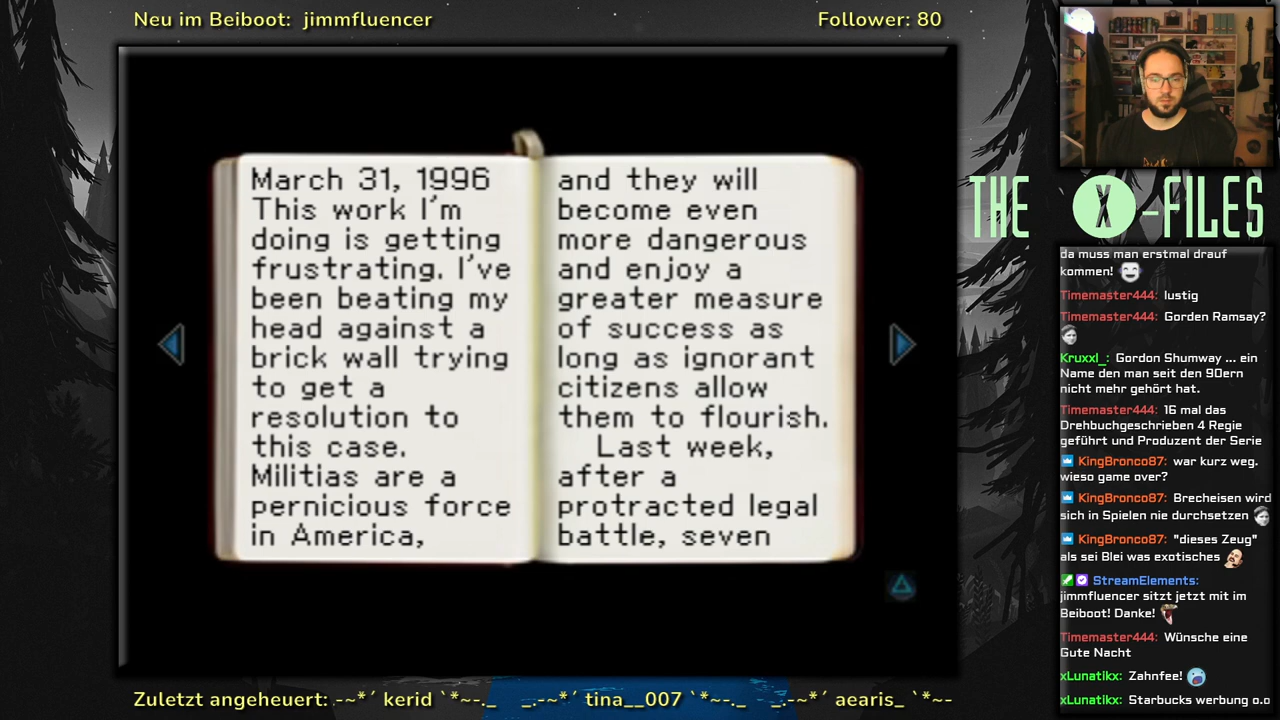 Neu im Beiboot: jimmfluencer
Follower: 80
March 31, 1996
This work I'm
doing is getting
frustrating. I've
been beating my
head against a
brick wall trying
to get a
resolution to
this case.
Militias are a
pernicious force
in America,
and they will
become even
more dangerous
and enjoy a
greater measure
of success as
long as ignorant
citizens allow
them to flourish.
Last week,
after a
protracted legal
battle, seven
THE X-FILES
da muss man erstmal drauf
kommen!
Timemaster444: lustig
Timemaster444: Gorden Ramsay?
Kruxxl_: Gordon Shumway ... ein
Name den man seit den 90ern
nicht mehr gehört hat.
Timemaster444: 16 mal das
Drehbuchgeschrieben 4 Regie
geführt und Produzent der Serie
KingBronco87: war kurz weg.
wieso game over?
KingBronco87: Brecheisen wird
sich in Spielen nie durchsetzen
KingBronco87: "dieses Zeug"
als sei Blei was exotisches
StreamElements:
jimmfluencer sitzt jetzt mit im
Beiboot! Danke!
Timemaster444: Wünsche eine
Gute Nacht
xLunatikx: Zahnfee!
xLunatikx: Starbucks werbung o.o
Zuletzt angeheuert: -~*´ kerid `*~-._ _.-~*´ tina__007 `*~-._ _.-~*´ aearis_ `*~-